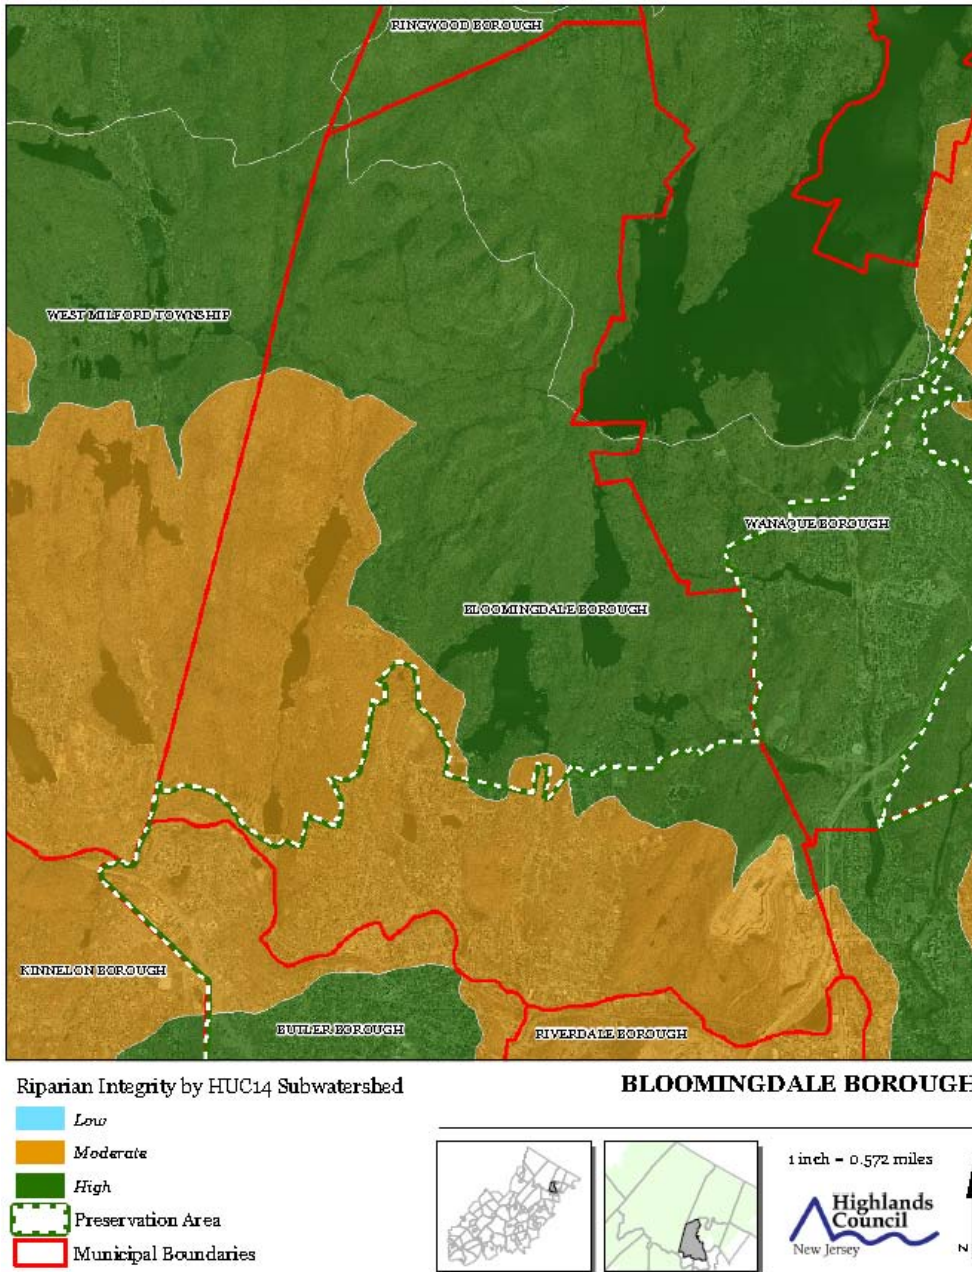 RINGWOOD BOROUGH
WEST MILFORD TOWNSHIP
WANAQUE BOROUGH
BLOOMINGDALE BOROUGH
KINNELON BOROUGH
BUTLER BOROUGH
RIVERDALE BOROUGH
Riparian Integrity by HUC14 Subwatershed
Low
Moderate
High
Preservation Area
Municipal Boundaries
BLOOMINGDALE BOROUGH
1 inch = 0.572 miles
Highlands
Council
New Jersey
N